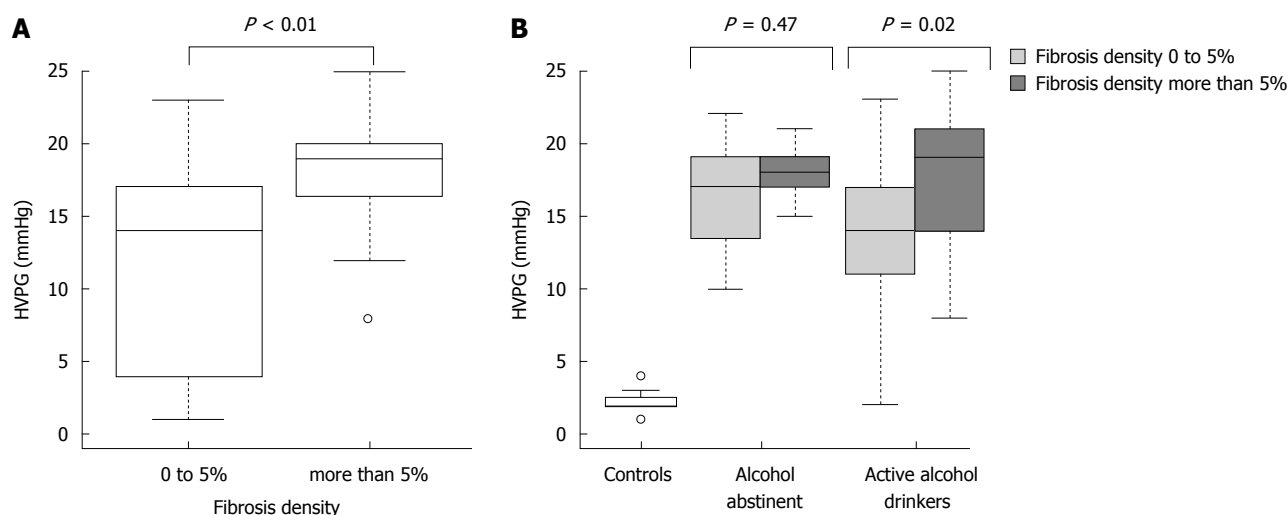 A
P < 0.01
HVPG (mmHg)
25
20
15
10
5
0
0 to 5%
more than 5%
Fibrosis density
B
P = 0.47
P = 0.02
Fibrosis density 0 to 5%
Fibrosis density more than 5%
HVPG (mmHg)
25
20
15
10
5
0
Controls
Alcohol
abstinent
Active alcohol
drinkers